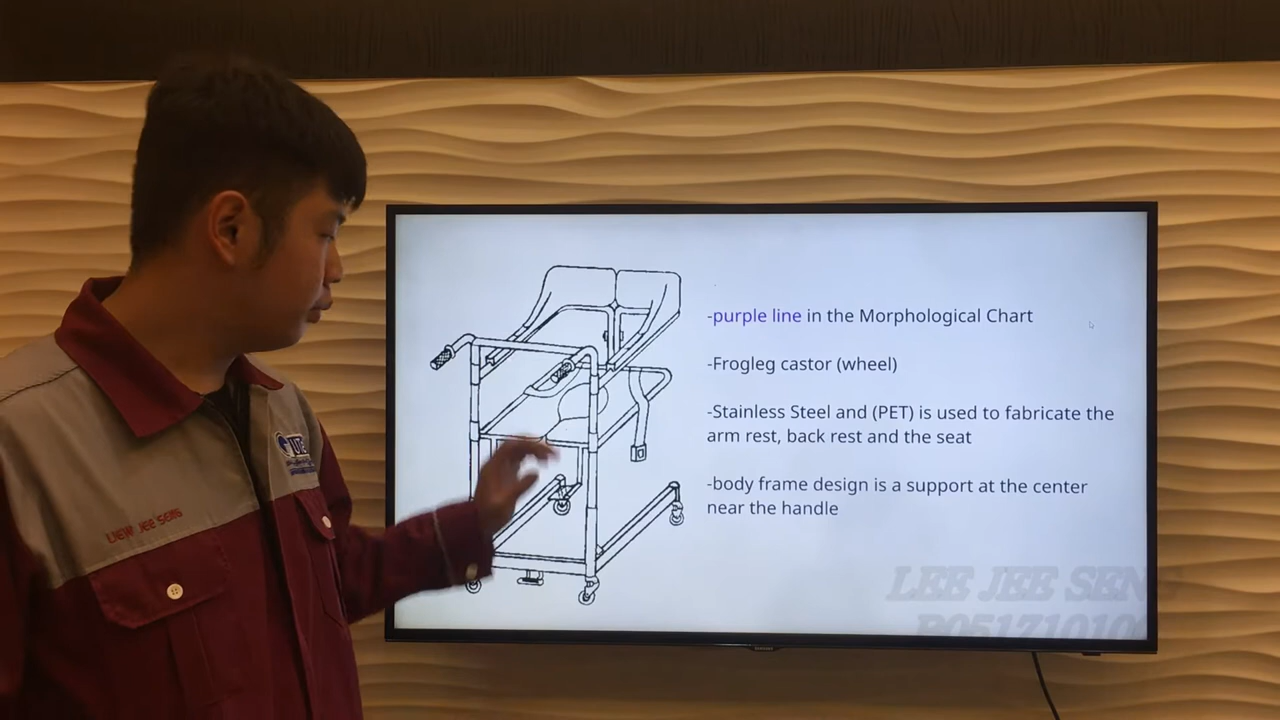 -purple line in the Morphological Chart
-Frogleg castor (wheel)
-Stainless Steel and (PET) is used to fabricate the
arm rest, back rest and the seat
-body frame design is a support at the center
near the handle
LEE JEE SENG
B051710100
LIEW JEE SENG
UTeM